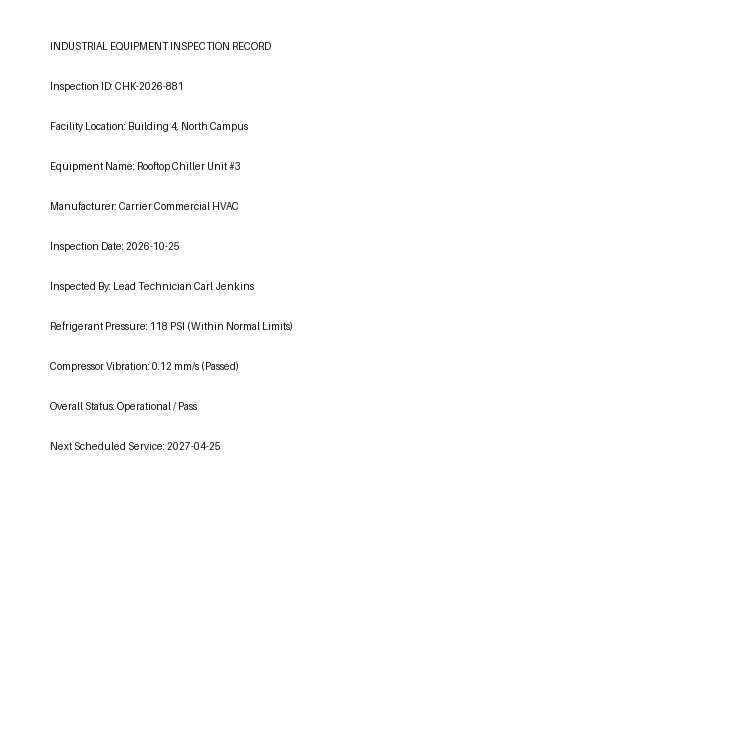 INDUSTRIAL EQUIPMENT INSPECTION RECORD
Inspection ID: CHK-2026-881
Facility Location: Building 4, North Campus
Equipment Name: Rooftop Chiller Unit #3
Manufacturer: Carrier Commercial HVAC
Inspection Date: 2026-10-25
Inspected By: Lead Technician Carl Jenkins
Refrigerant Pressure: 118 PSI (Within Normal Limits)
Compressor Vibration: 0.12 mm/s (Passed)
Overall Status: Operational / Pass
Next Scheduled Service: 2027-04-25